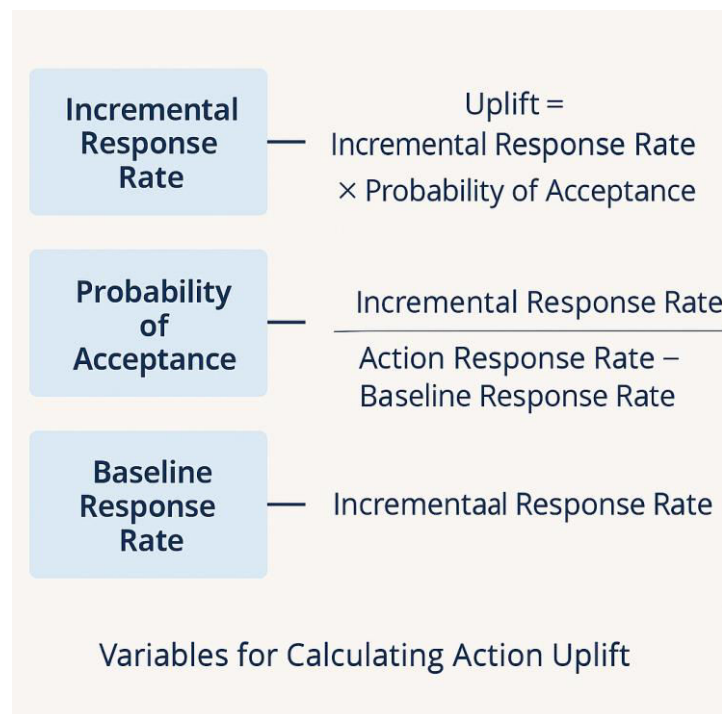 Incremental
Response
Rate
Uplift =
Incremental Response Rate
× Probability of Acceptance
Probability
of
Acceptance
Incremental Response Rate
Action Response Rate –
Baseline Response Rate
Baseline
Response
Rate
Incrementaal Response Rate
Variables for Calculating Action Uplift